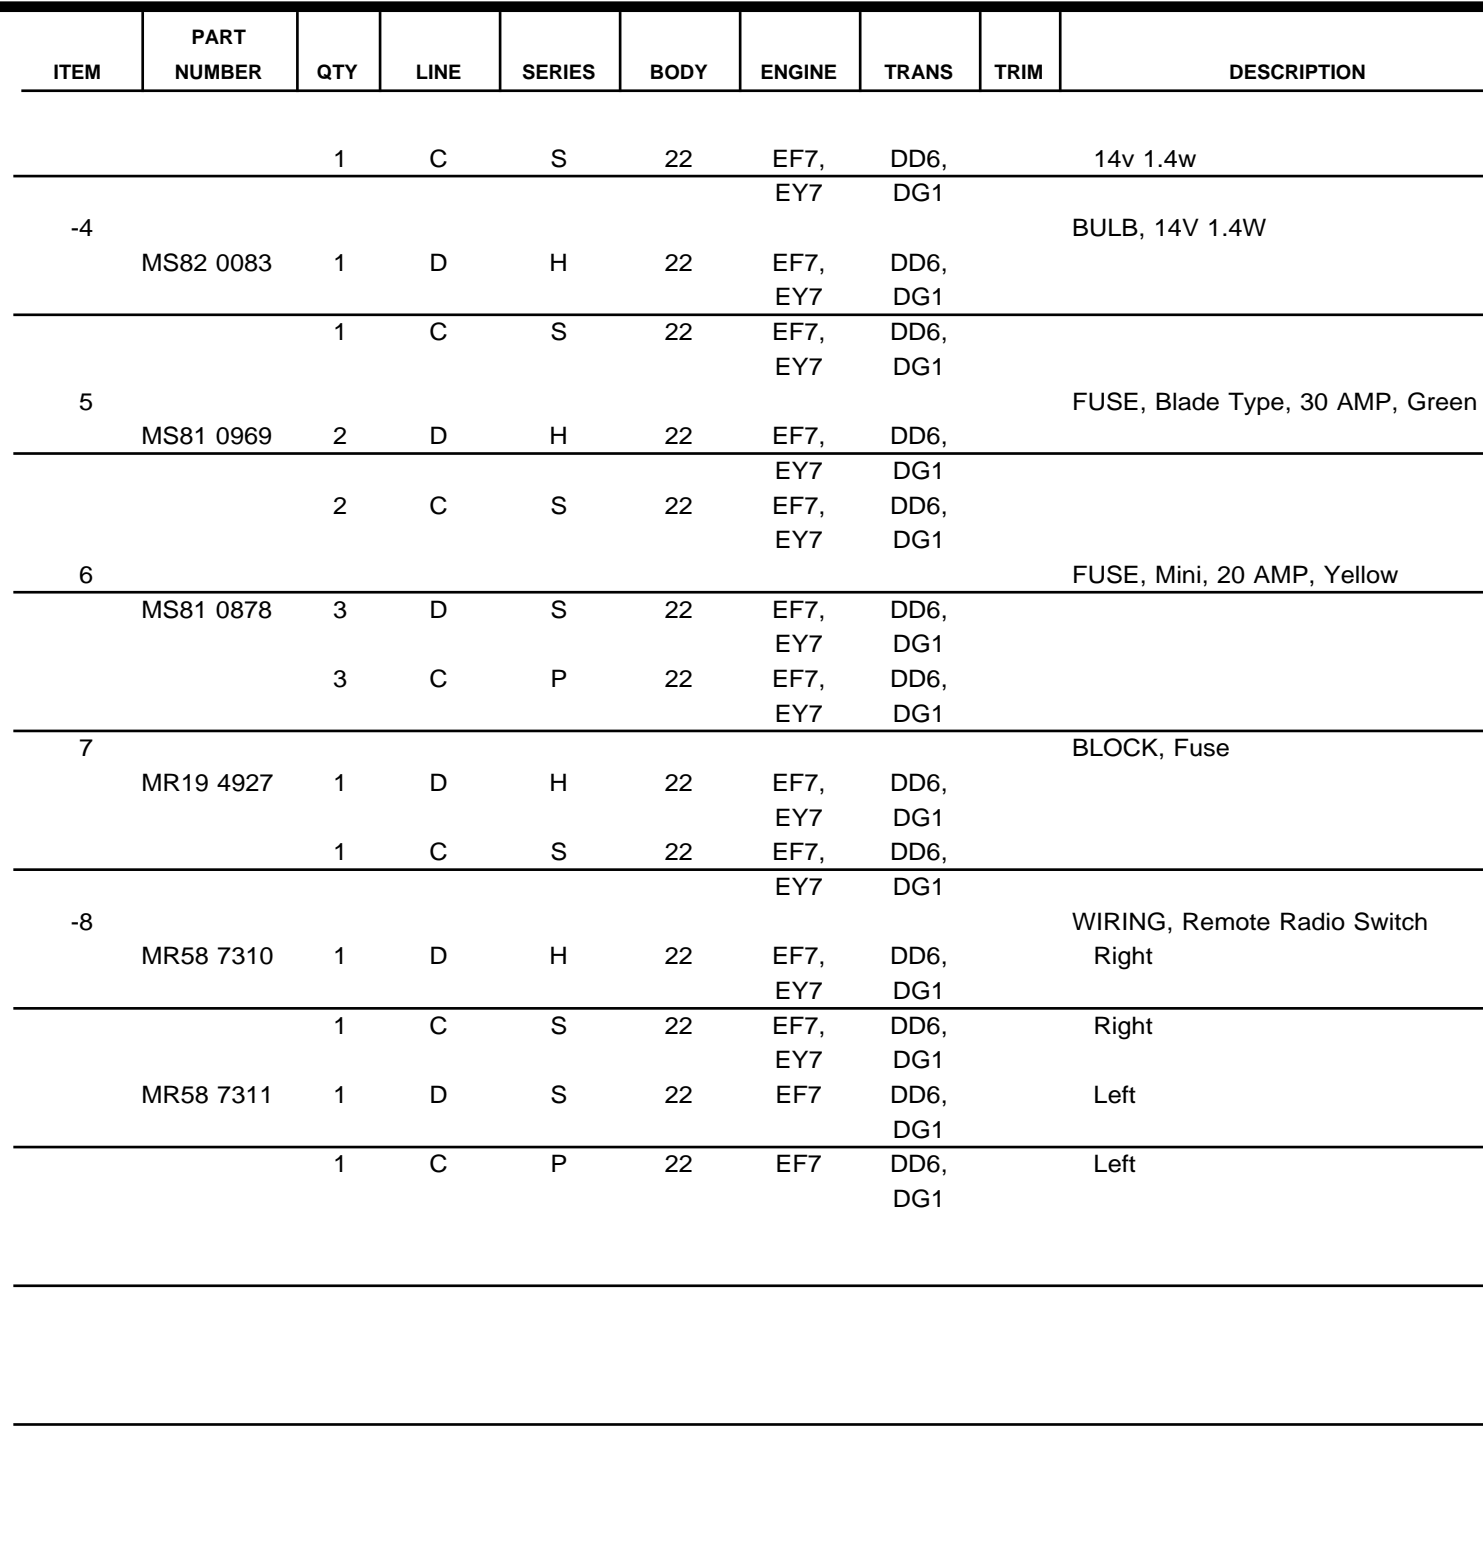 PART
ITEM NUMBER QTY LINE SERIES BODY ENGINE TRANS TRIM DESCRIPTION
1 C S 22 EF7, DD6, 14v 1.4w
EY7 DG1
-4 BULB, 14V 1.4W
MS82 0083 1 D H 22 EF7, DD6,
EY7 DG1
1 C S 22 EF7, DD6,
EY7 DG1
5 FUSE, Blade Type, 30 AMP, Green
MS81 0969 2 D H 22 EF7, DD6,
EY7 DG1
2 C S 22 EF7, DD6,
EY7 DG1
6 FUSE, Mini, 20 AMP, Yellow
MS81 0878 3 D S 22 EF7, DD6,
EY7 DG1
3 C P 22 EF7, DD6,
EY7 DG1
7 BLOCK, Fuse
MR19 4927 1 D H 22 EF7, DD6,
EY7 DG1
1 C S 22 EF7, DD6,
EY7 DG1
-8 WIRING, Remote Radio Switch
MR58 7310 1 D H 22 EF7, DD6, Right
EY7 DG1
1 C S 22 EF7, DD6, Right
EY7 DG1
MR58 7311 1 D S 22 EF7 DD6, Left
DG1
1 C P 22 EF7 DD6, Left
DG1